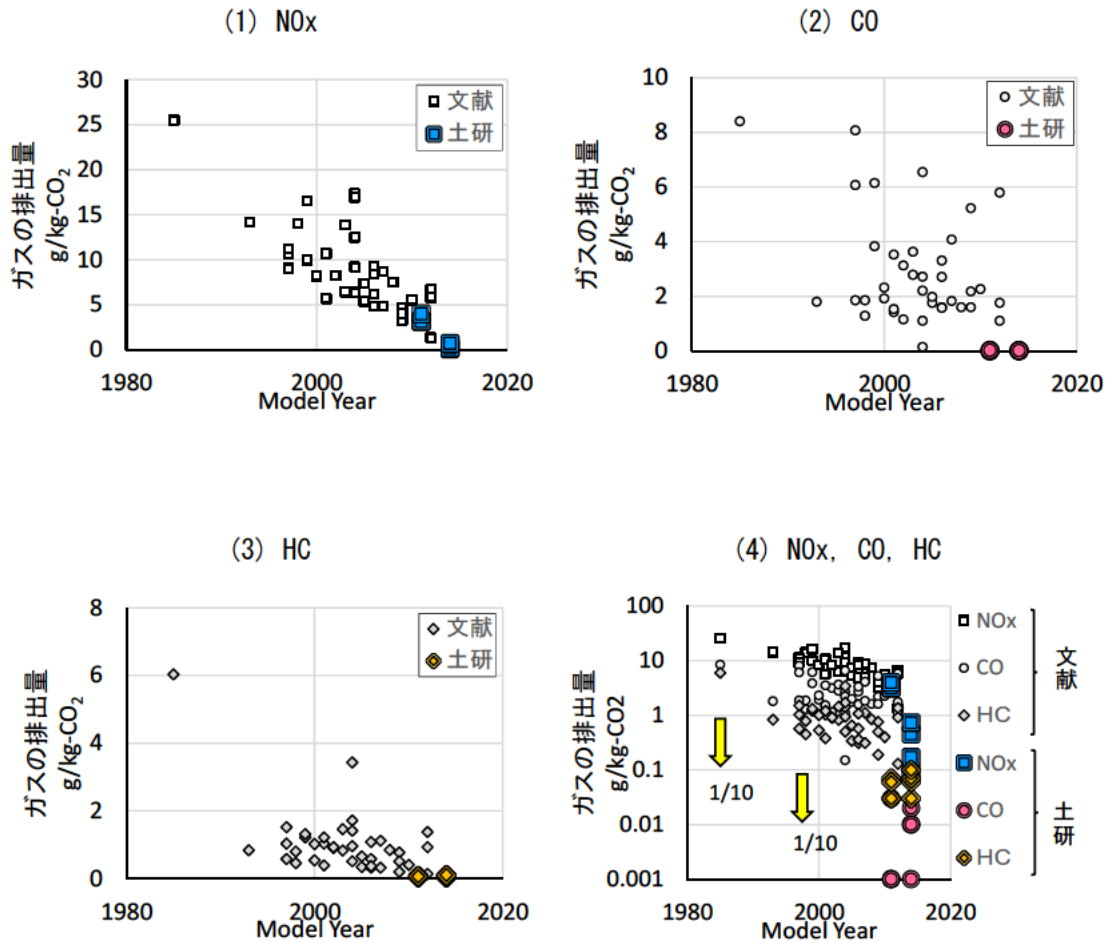 (1) NOx
30
25
20
15
10
5
0
ガスの排出量
g/kg-CO₂
文献
土研
1980
2000
2020
Model Year
(2) CO
10
8
6
4
2
0
ガスの排出量
g/kg-CO₂
文献
土研
1980
2000
2020
Model Year
(3) HC
8
6
4
2
0
ガスの排出量
g/kg-CO₂
文献
土研
1980
2000
2020
Model Year
(4) NOx, CO, HC
100
10
1
0.1
0.01
0.001
ガスの排出量
g/kg-CO2
1/10
1/10
1980
2000
2020
Model Year
NOx
CO
HC
文献
NOx
CO
HC
土研